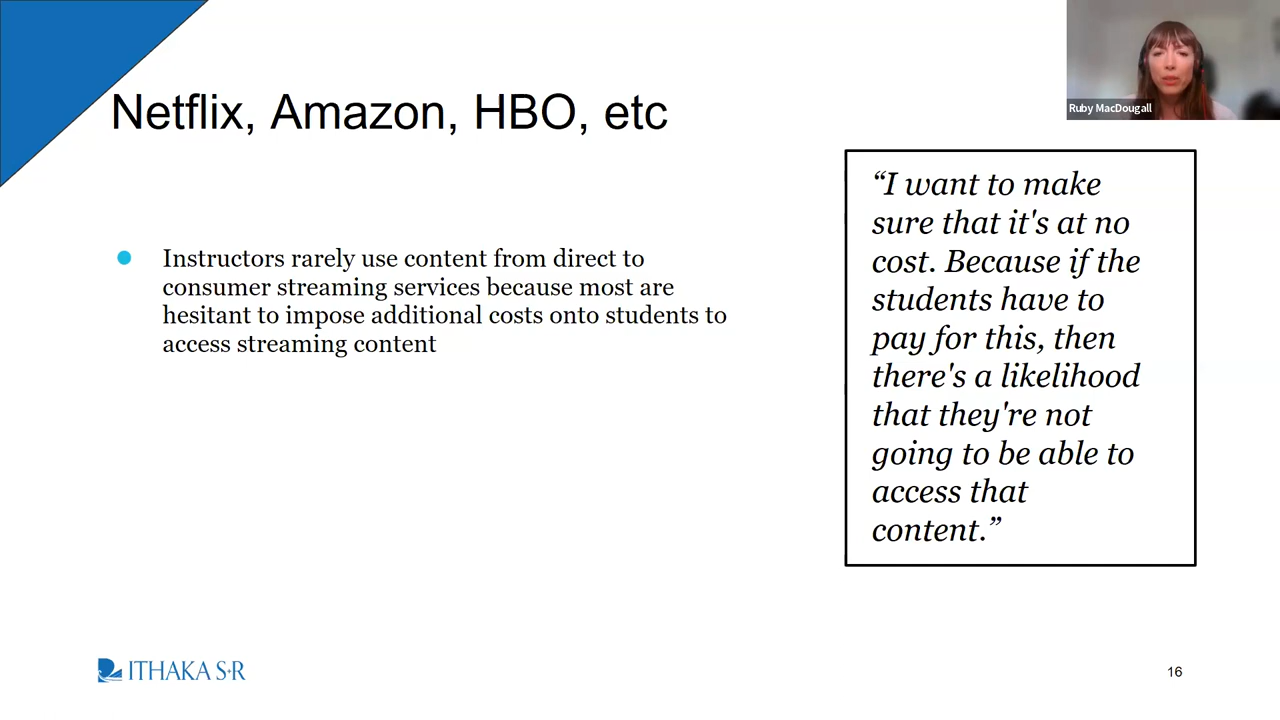 Ruby MacDougall
Netflix, Amazon, HBO, etc
Instructors rarely use content from direct to
consumer streaming services because most are
hesitant to impose additional costs onto students to
access streaming content
“I want to make
sure that it's at no
cost. Because if the
students have to
pay for this, then
there's a likelihood
that they're not
going to be able to
access that
content.”
ITHAKA S+R
16